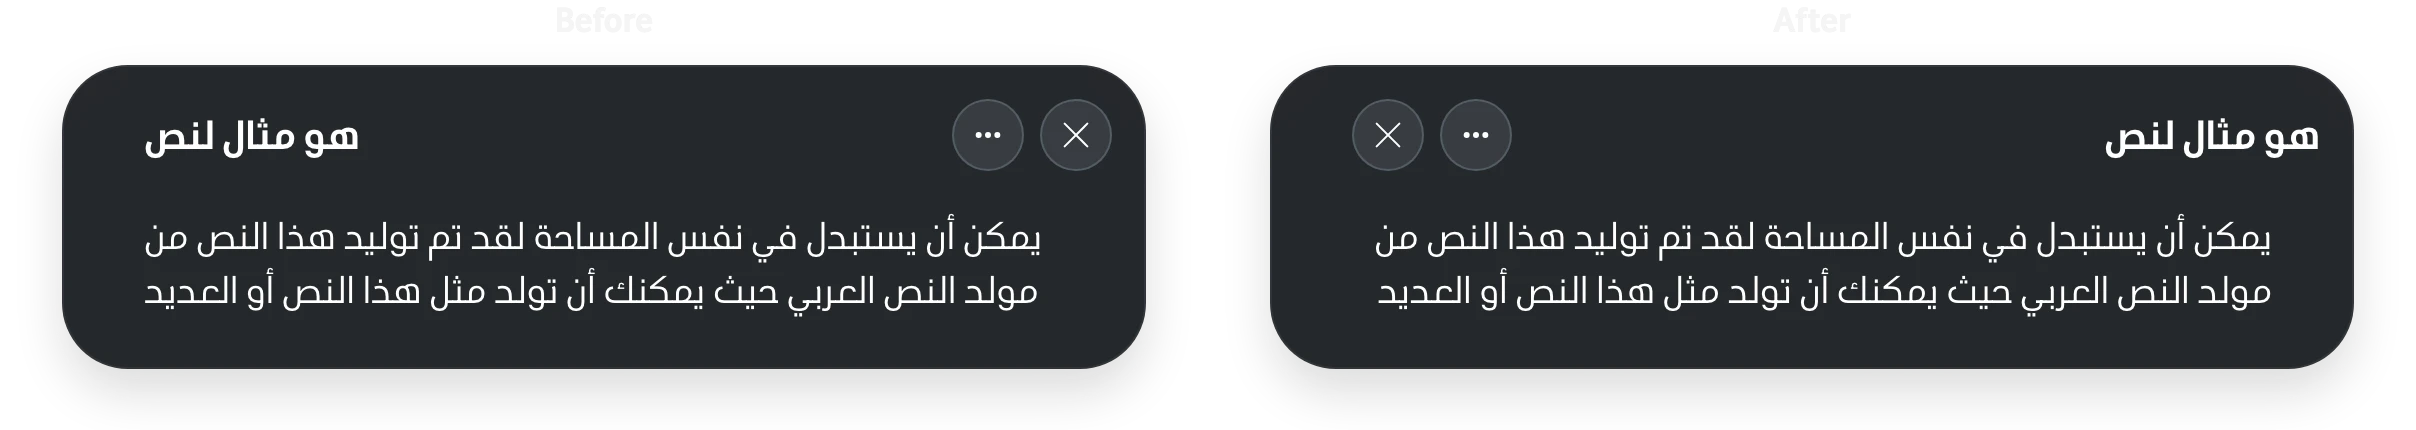 Before
هو مثال لنص
يمكن أن يستبدل في نفس المساحة لقد تم توليد هذا النص من
مولد النص العربي حيث يمكنك أن تولد مثل هذا النص أو العديد
After
هو مثال لنص
يمكن أن يستبدل في نفس المساحة لقد تم توليد هذا النص من
مولد النص العربي حيث يمكنك أن تولد مثل هذا النص أو العديد